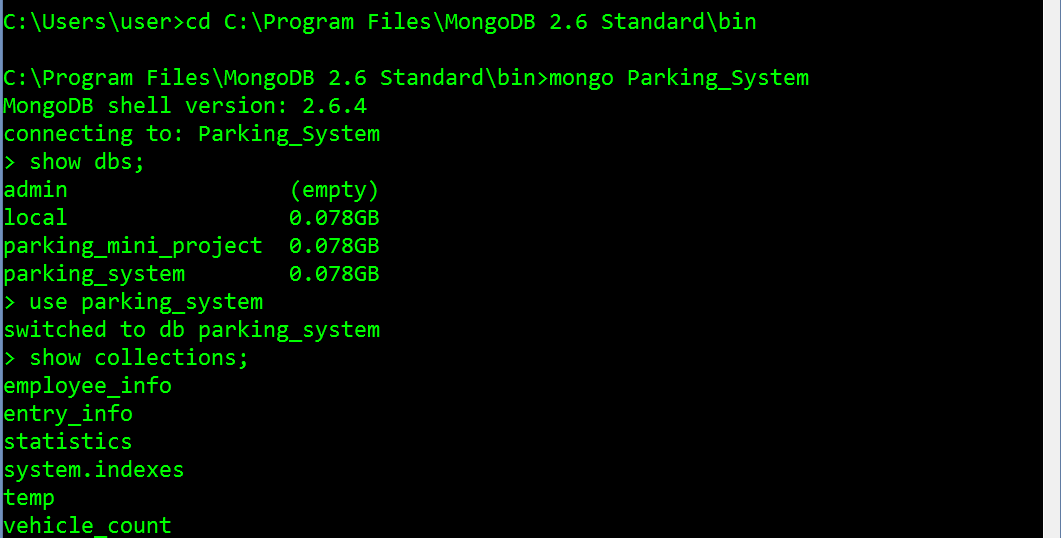 C:\Users\user>cd C:\Program Files\MongoDB 2.6 Standard\bin
C:\Program Files\MongoDB 2.6 Standard\bin>mongo Parking_System
MongoDB shell version: 2.6.4
connecting to: Parking_System
> show dbs;
admin                 (empty)
local                 0.078GB
parking_mini_project  0.078GB
parking_system        0.078GB
> use parking_system
switched to db parking_system
> show collections;
employee_info
entry_info
statistics
system.indexes
temp
vehicle_count